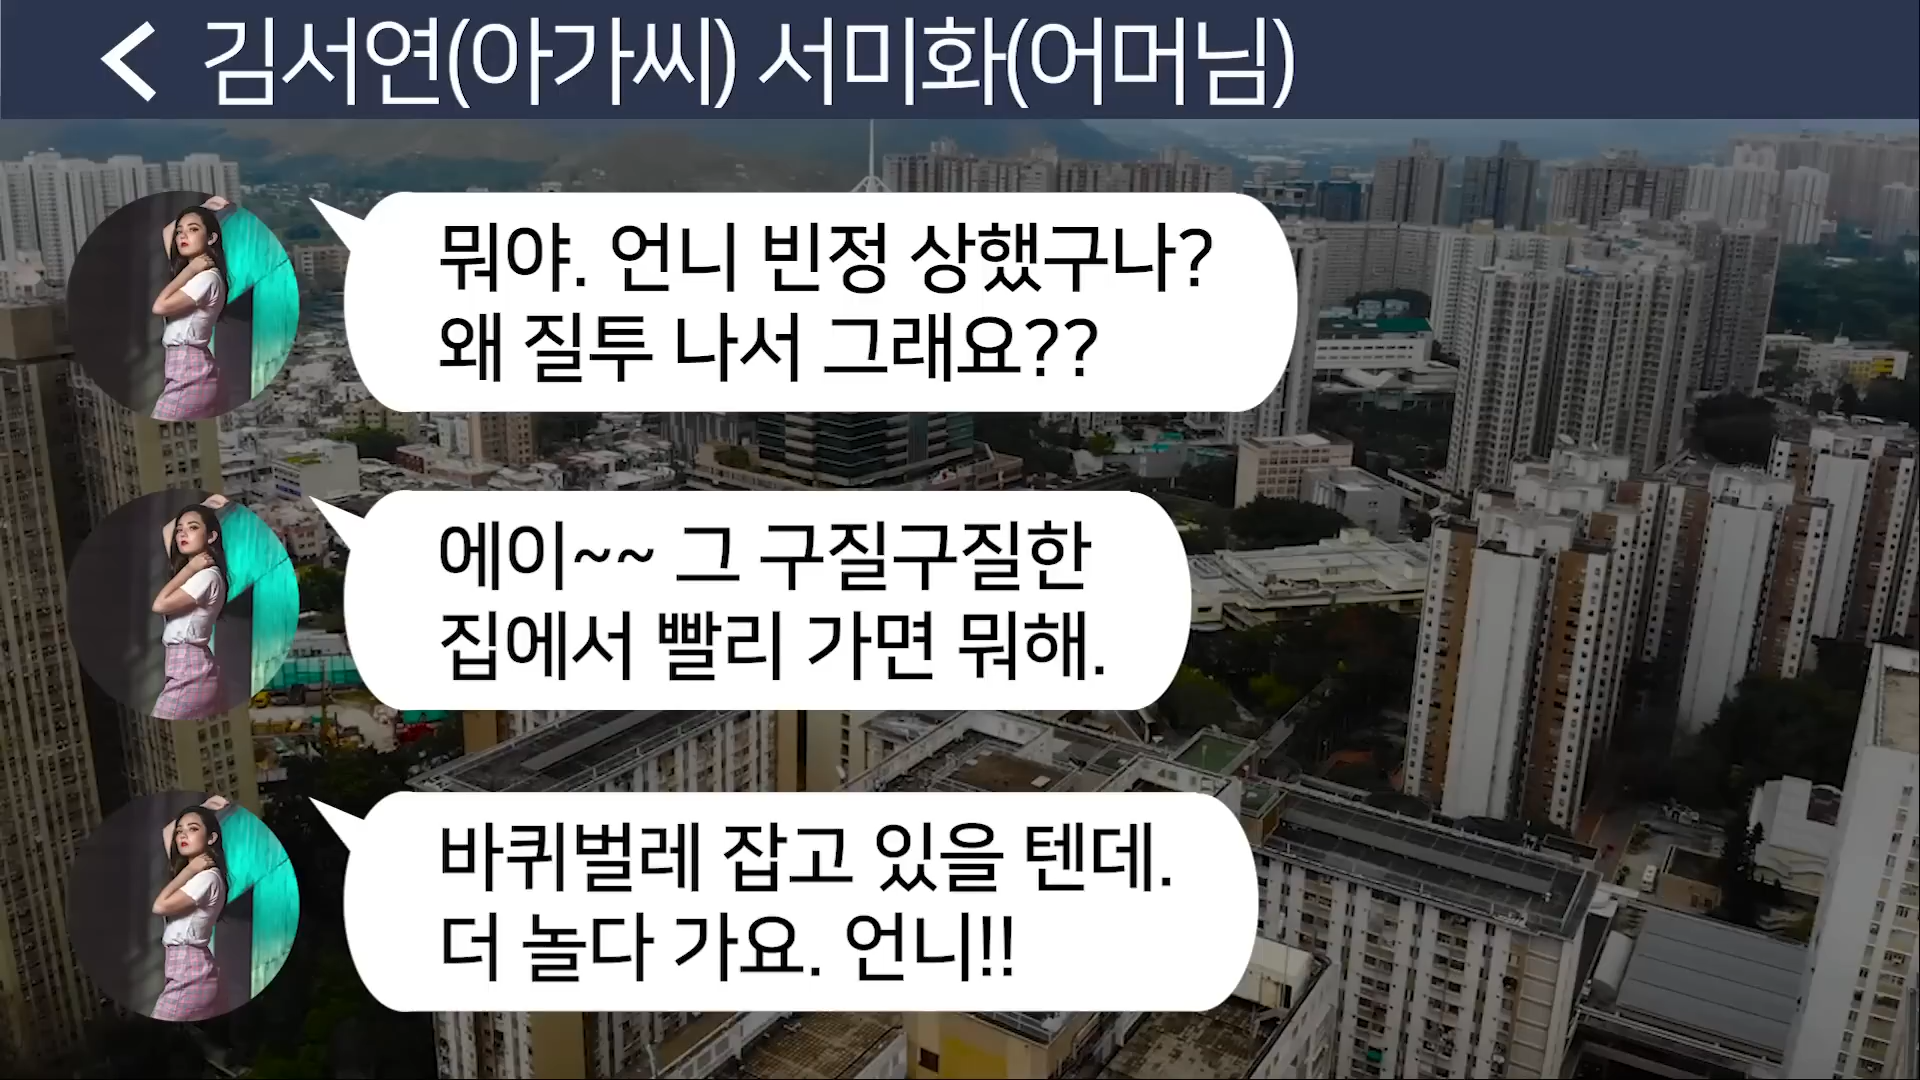 김서연(아가씨) 서미화(어머님)
뭐야. 언니 빈정 상했구나?
왜 질투 나서 그래요??
에이~~ 그 구질구질한
집에서 빨리 가면 뭐해.
바퀴벌레 잡고 있을 텐데.
더 놀다 가요. 언니!!